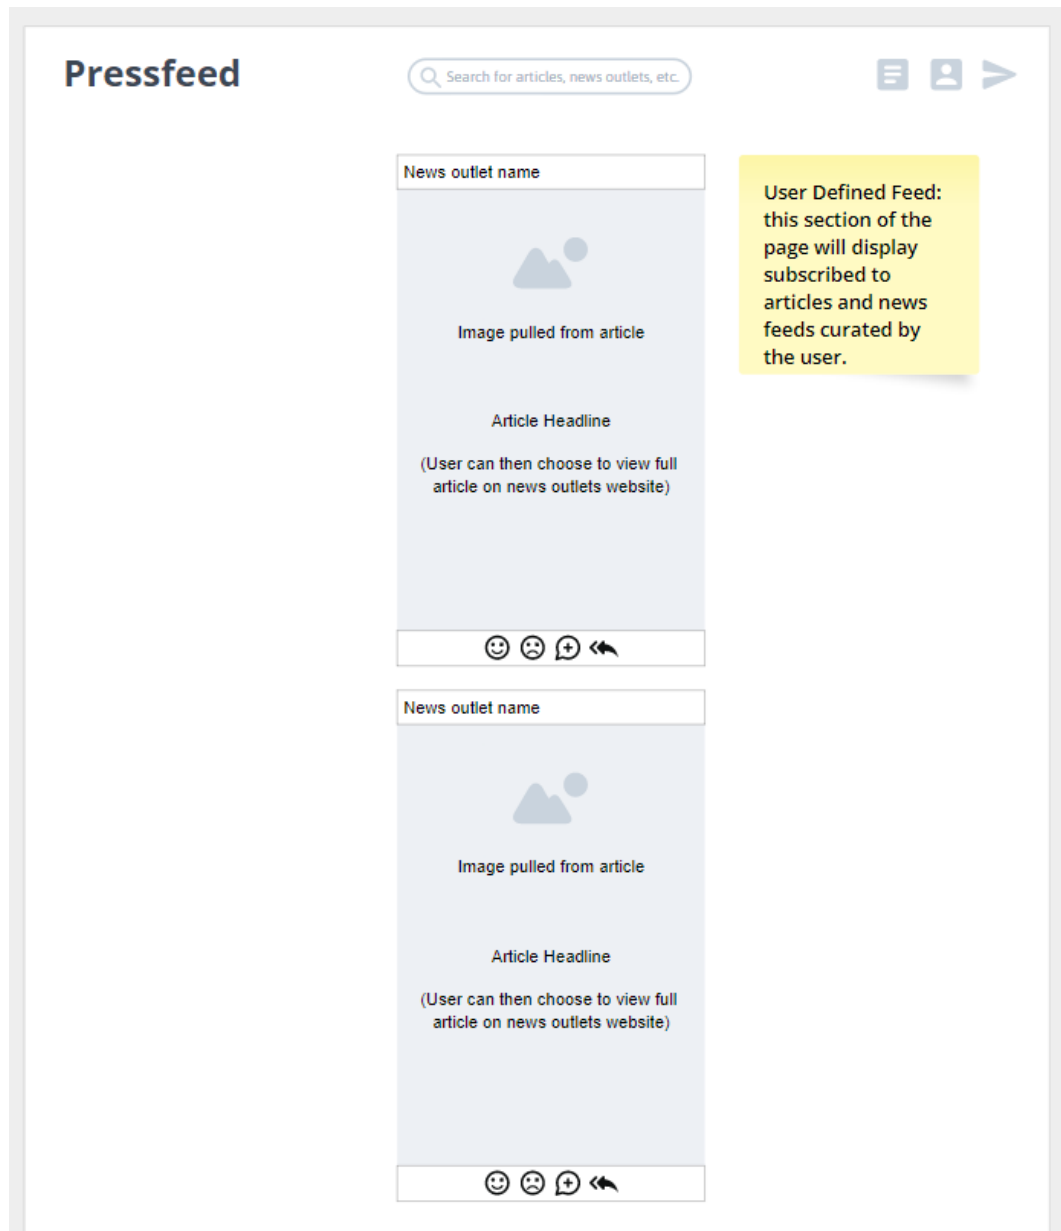 Pressfeed
Search for articles, news outlets, etc.
News outlet name
Image pulled from article
Article Headline
(User can then choose to view full
article on news outlets website)
User Defined Feed:
this section of the
page will display
subscribed to
articles and news
feeds curated by
the user.
News outlet name
Image pulled from article
Article Headline
(User can then choose to view full
article on news outlets website)